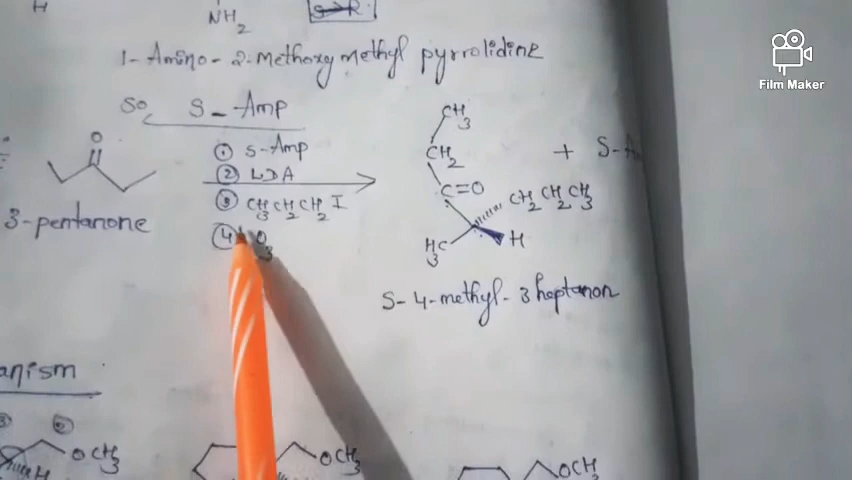 H
NH2
S-R
1-Amino-2-Methoxy methyl pyrrolidine
So S-Amp
O
3-pentanone
① S-Amp
② LDA
③ CH3CH2CH2I
④ O3
CH3
CH2
C=O
CH2CH2CH3
H3C
H
+ S-A
S-4-methyl-3 heptanon
anism
② OCH3
H
OCH3
OCH3
Film Maker